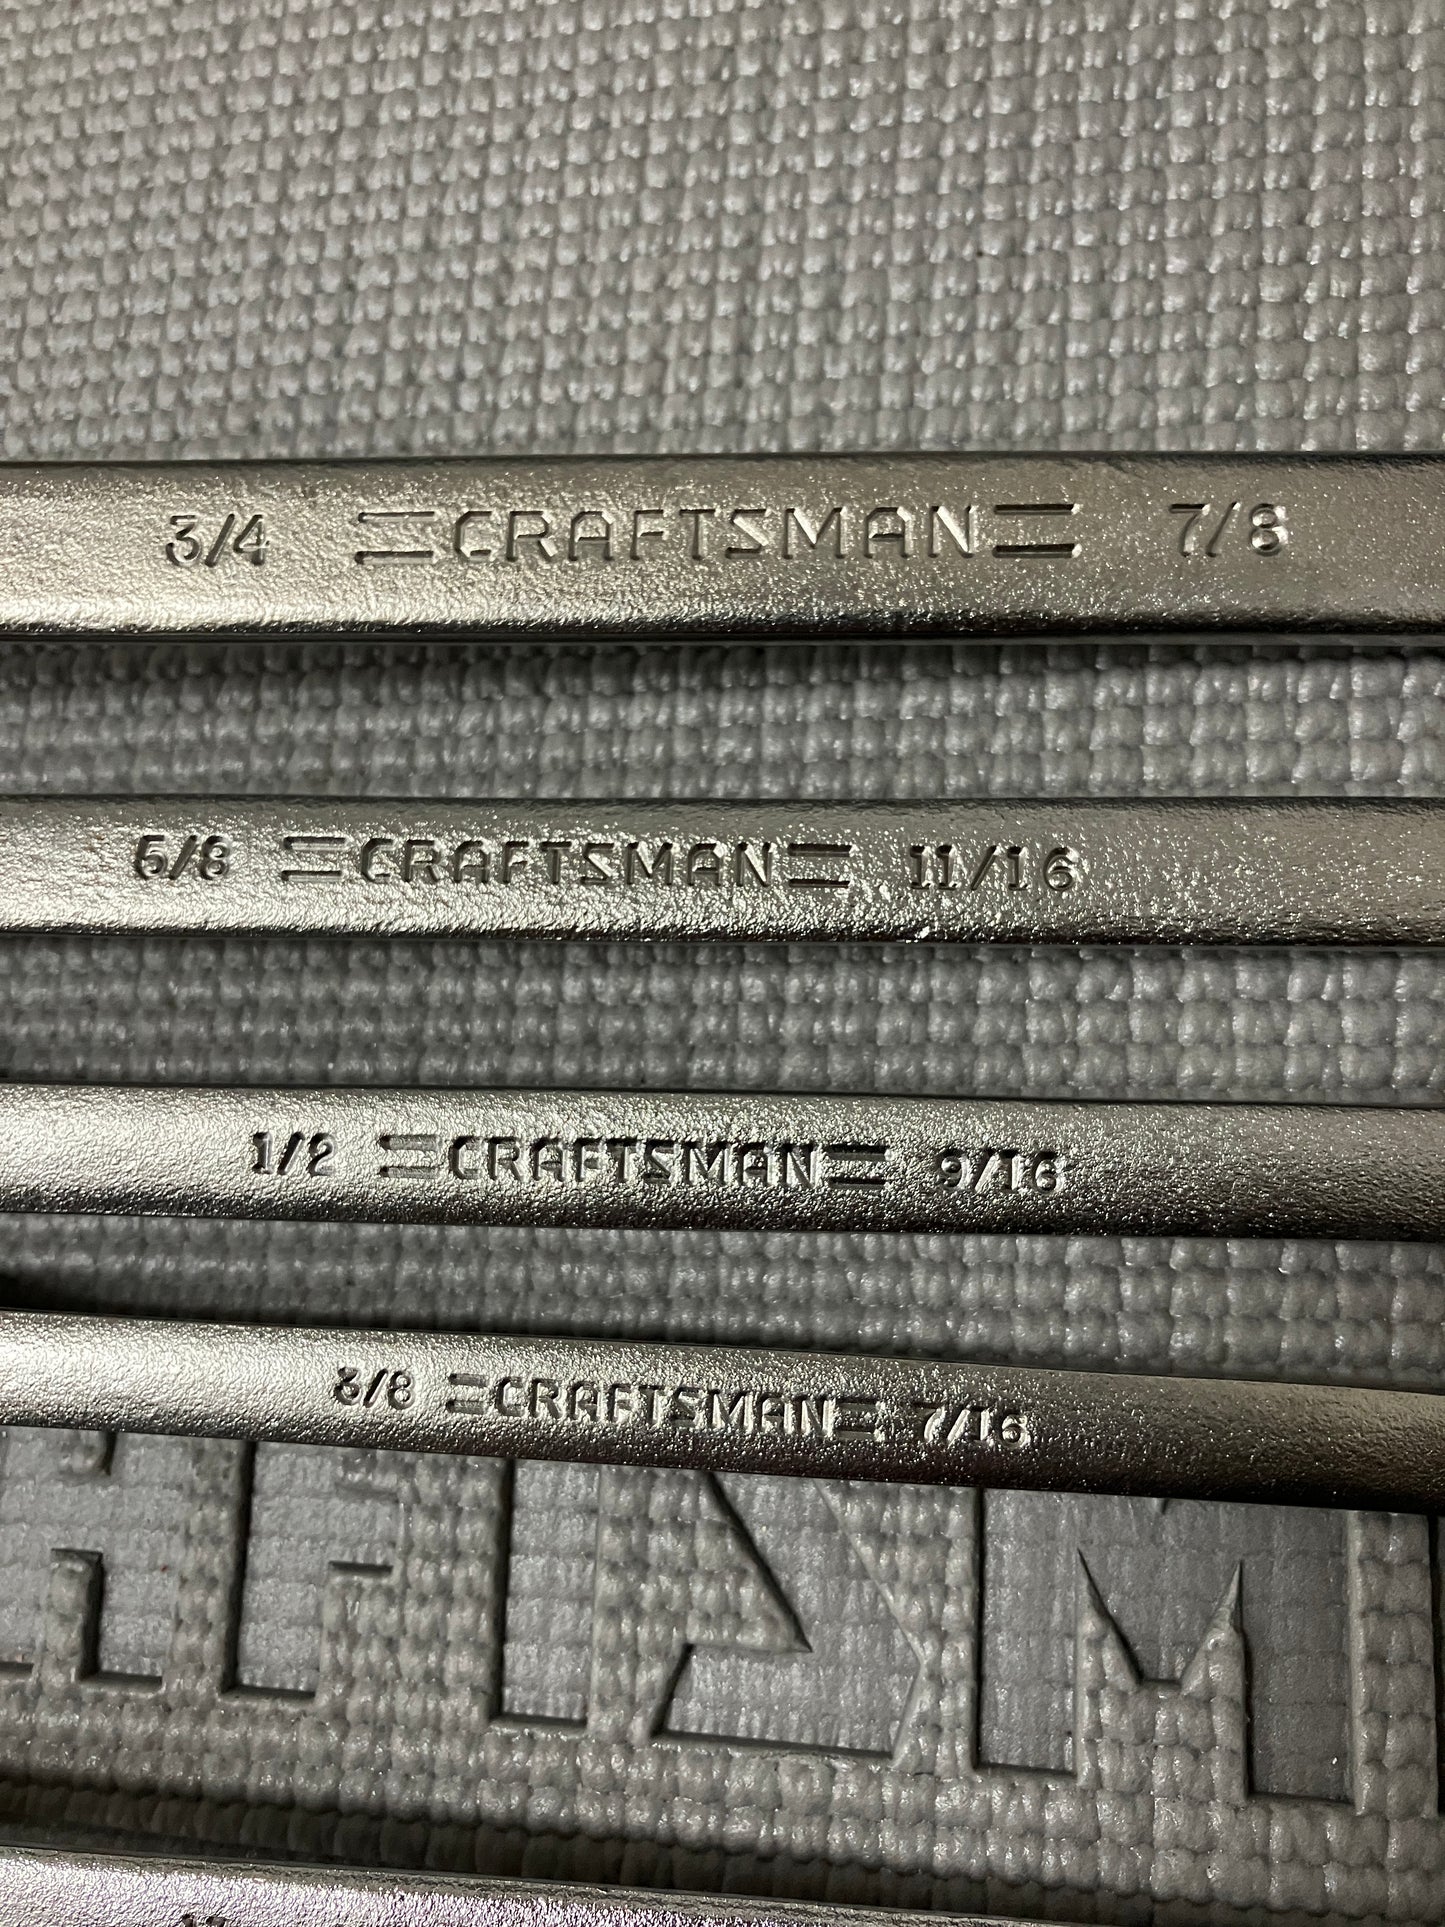 3/4 =CRAFTSMAN= 7/8
5/8 =CRAFTSMAN= 11/16
1/2 =CRAFTSMAN= 9/16
3/8 =CRAFTSMAN= 7/16